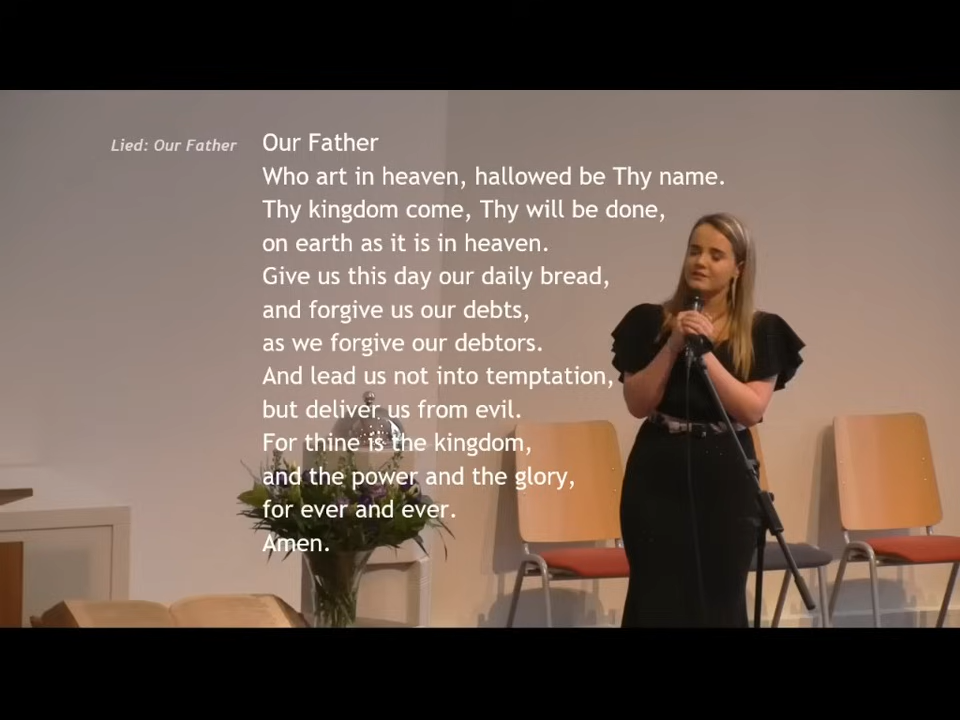 Lied: Our Father
Our Father
Who art in heaven, hallowed be Thy name.
Thy kingdom come, Thy will be done,
on earth as it is in heaven.
Give us this day our daily bread,
and forgive us our debts,
as we forgive our debtors.
And lead us not into temptation,
but deliver us from evil.
For thine is the kingdom,
and the power and the glory,
for ever and ever.
Amen.